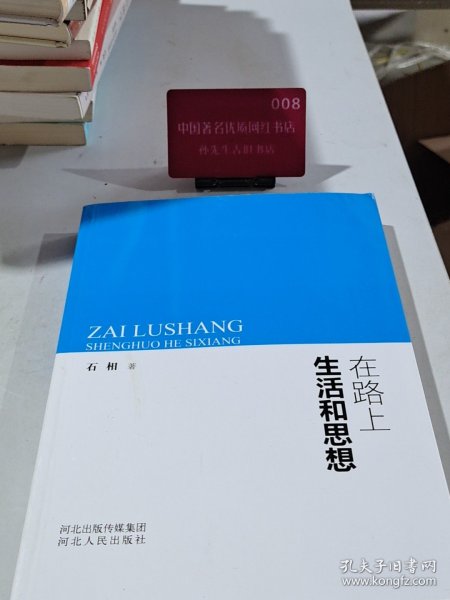 008
中国著名优质网红书店
孙先生古旧书店
ZAI LUSHANG
SHENGHUO HE SIXIANG
石相 著
在路上
生活和思想
河北出版传媒集团
河北人民出版社
孔夫子旧书网
www.kongfz.com